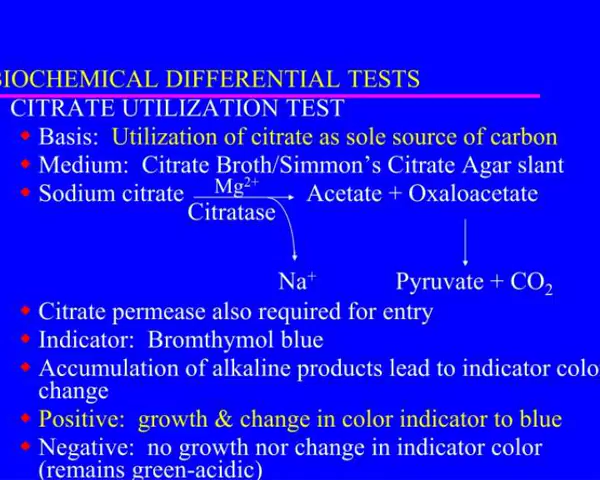 BIOCHEMICAL DIFFERENTIAL TESTS
CITRATE UTILIZATION TEST
Basis: Utilization of citrate as sole source of carbon
Medium: Citrate Broth/Simmon's Citrate Agar slant
Sodium citrate Mg2+ Acetate + Oxaloacetate
Citratase
Na+ Pyruvate + CO2
Citrate permease also required for entry
Indicator: Bromthymol blue
Accumulation of alkaline products lead to indicator colo
change
Positive: growth & change in color indicator to blue
Negative: no growth nor change in indicator color
(remains green-acidic)